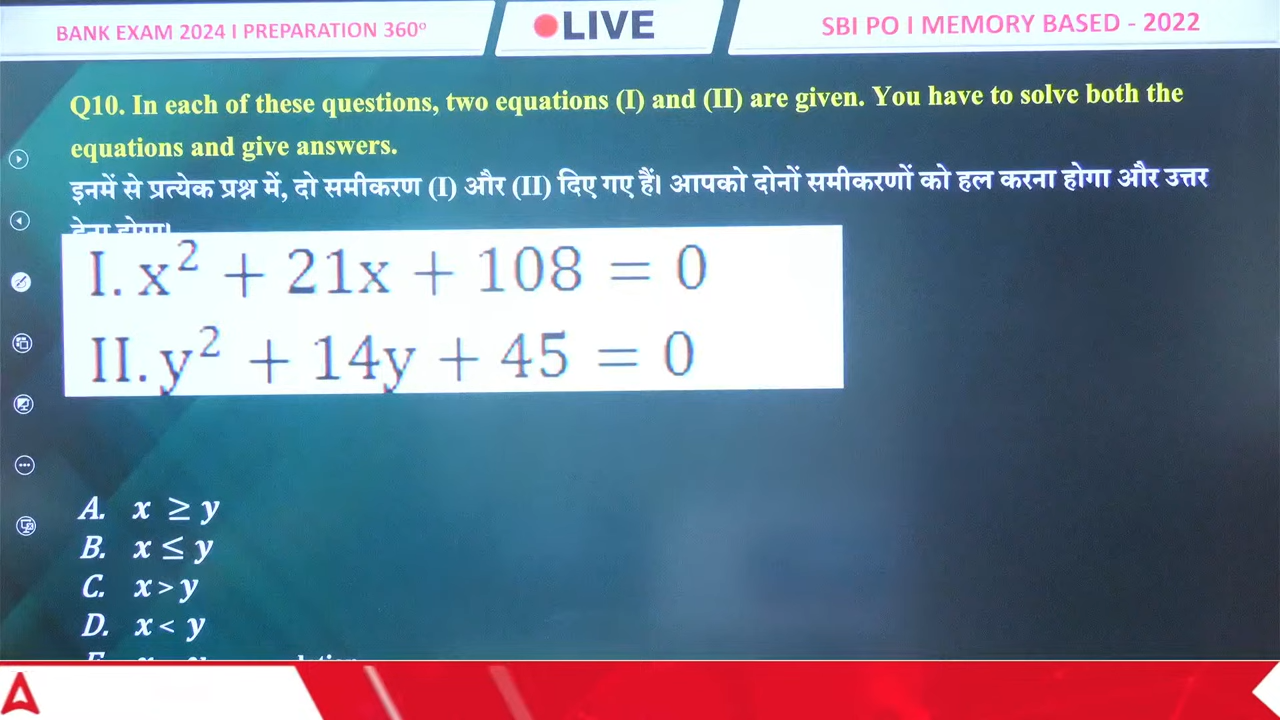 BANK EXAM 2024 I PREPARATION 360°
LIVE
SBI PO I MEMORY BASED - 2022
Q10. In each of these questions, two equations (I) and (II) are given. You have to solve both the
equations and give answers.
इनमें से प्रत्येक प्रश्न में, दो समीकरण (I) और (II) दिए गए हैं। आपको दोनों समीकरणों को हल करना होगा और उत्तर
देना होगा।
I. x² + 21x + 108 = 0
II. y² + 14y + 45 = 0
A. x ≥ y
B. x ≤ y
C. x > y
D. x < y